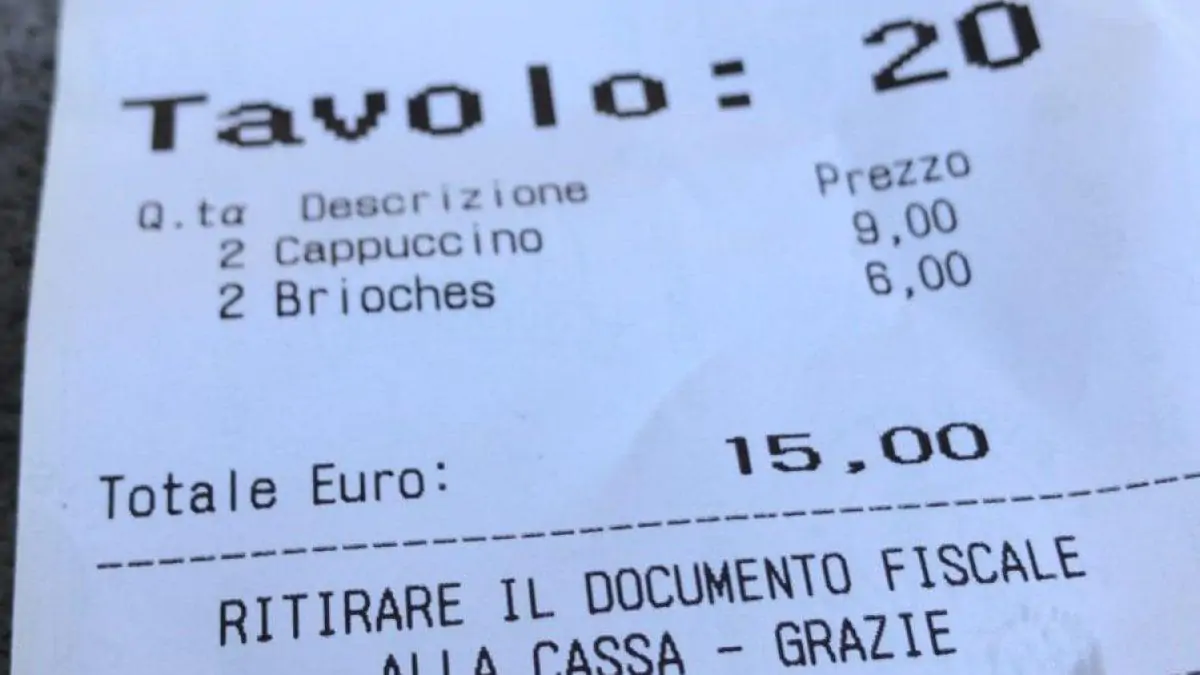 Tavolo: 20
Q.ta Descrizione Prezzo
2 Cappuccino 9,00
2 Brioches 6,00
Totale Euro: 15,00
--------------------------------
RITIRARE IL DOCUMENTO FISCALE
ALLA CASSA - GRAZIE